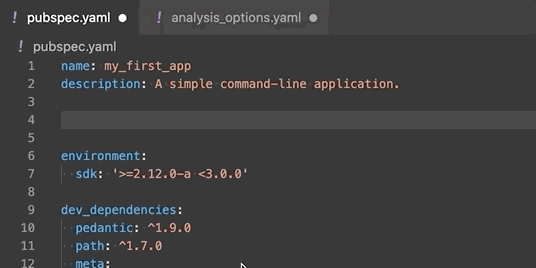 ! pubspec.yaml ● ! analysis_options.yaml ●
! pubspec.yaml
1 name: my_first_app
2 description: A simple command-line application.
3
4
5
6 environment:
7 sdk: '>=2.12.0-a <3.0.0'
8
9 dev_dependencies:
10 pedantic: ^1.9.0
11 path: ^1.7.0
12 meta: